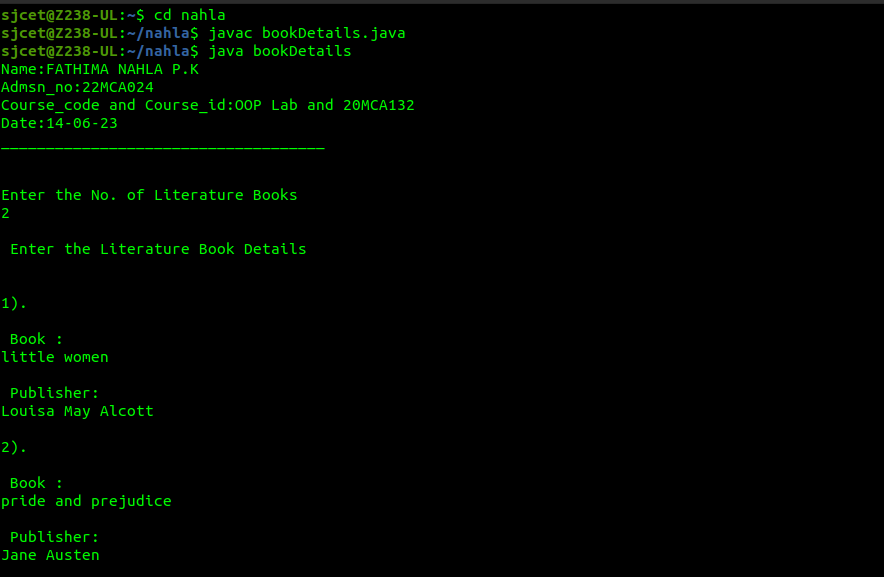 sjcet@Z238-UL:~$ cd nahla
sjcet@Z238-UL:~/nahla$ javac bookDetails.java
sjcet@Z238-UL:~/nahla$ java bookDetails
Name:FATHIMA NAHLA P.K
Admsn_no:22MCA024
Course_code and Course_id:OOP Lab and 20MCA132
Date:14-06-23
____________________________________
Enter the No. of Literature Books
2
Enter the Literature Book Details
1).
Book :
little women
Publisher:
Louisa May Alcott
2).
Book :
pride and prejudice
Publisher:
Jane Austen